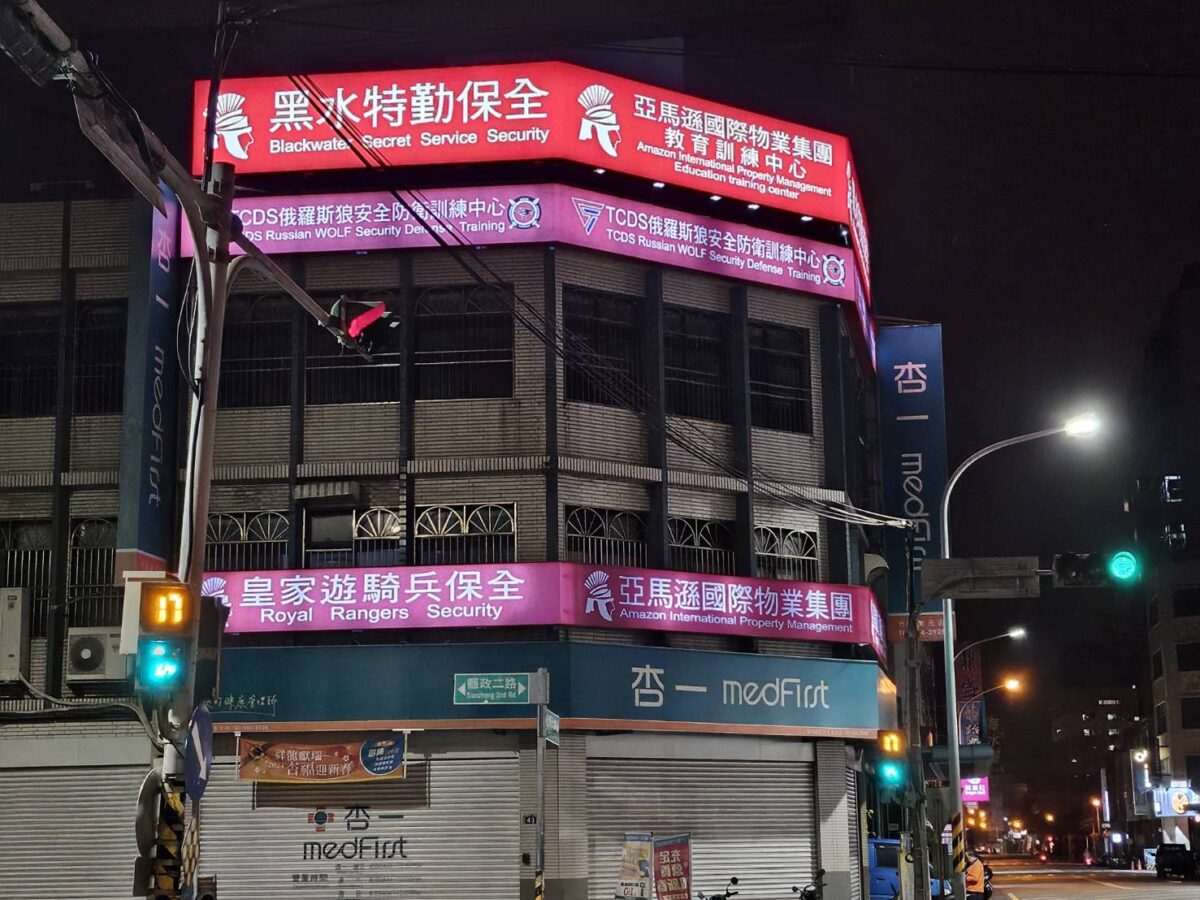 黑水特勤保全
Blackwater Secret Service Security
亞馬遜國際物業集團
教育訓練中心
Amazon International Property Management
Education training center
TCDS俄羅斯狼安全防衛訓練中心
TCDS Russian WOLF Security Defense Training
TCDS俄羅斯狼安全防衛訓練中心
TCDS Russian WOLF Security Defense Training
杏一 medFirst
杏一 medFirst
皇家遊騎兵保全
Royal Rangers Security
亞馬遜國際物業集團
Amazon International Property Management
17
縣政二路
杏一 medFirst
杏一
medFirst
營業時間
41